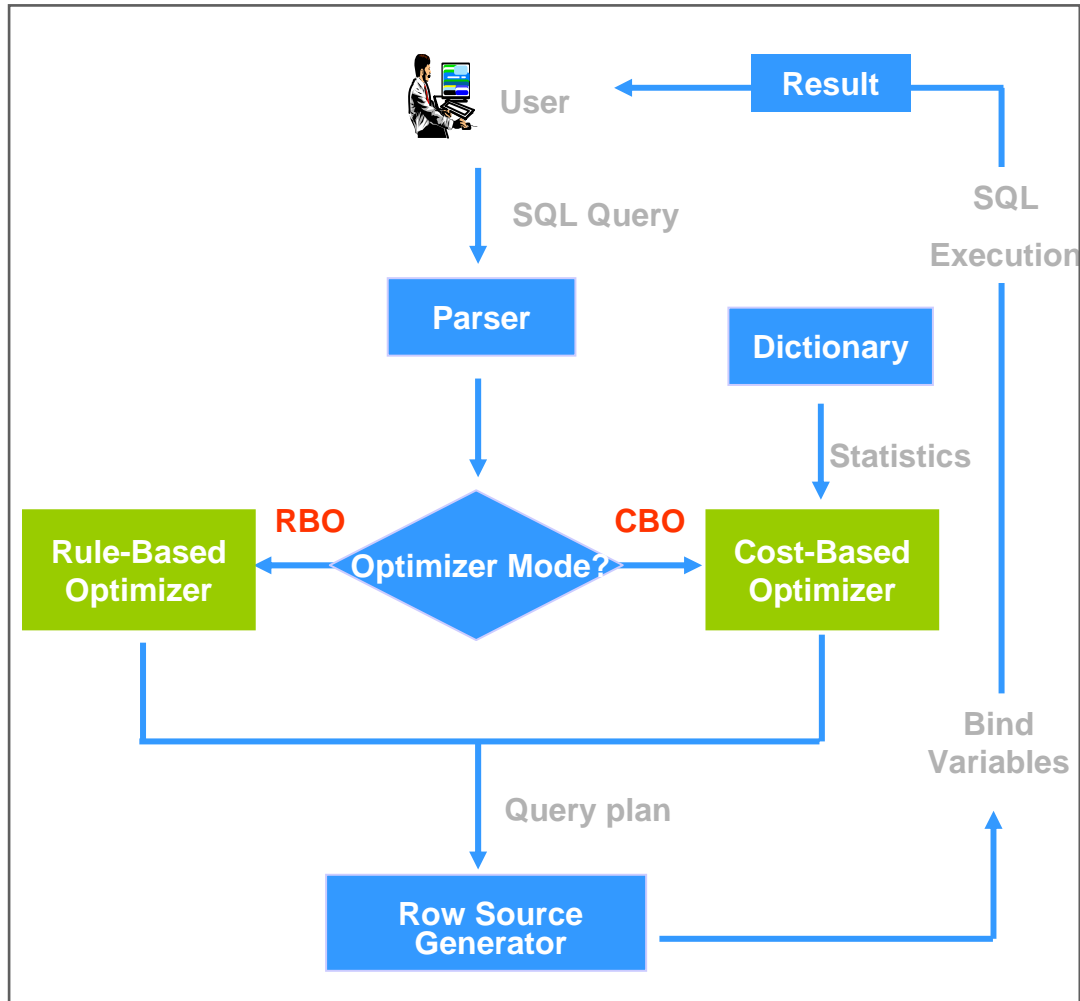 User
Result
SQL Query
SQL
Execution
Parser
Dictionary
Statistics
RBO
CBO
Rule-Based
Optimizer
Optimizer Mode?
Cost-Based
Optimizer
Bind
Variables
Query plan
Row Source
Generator